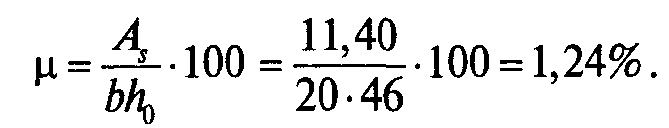 μ = A_s / bh_0 · 100 = 11,40 / 20 · 46 · 100 = 1,24%.